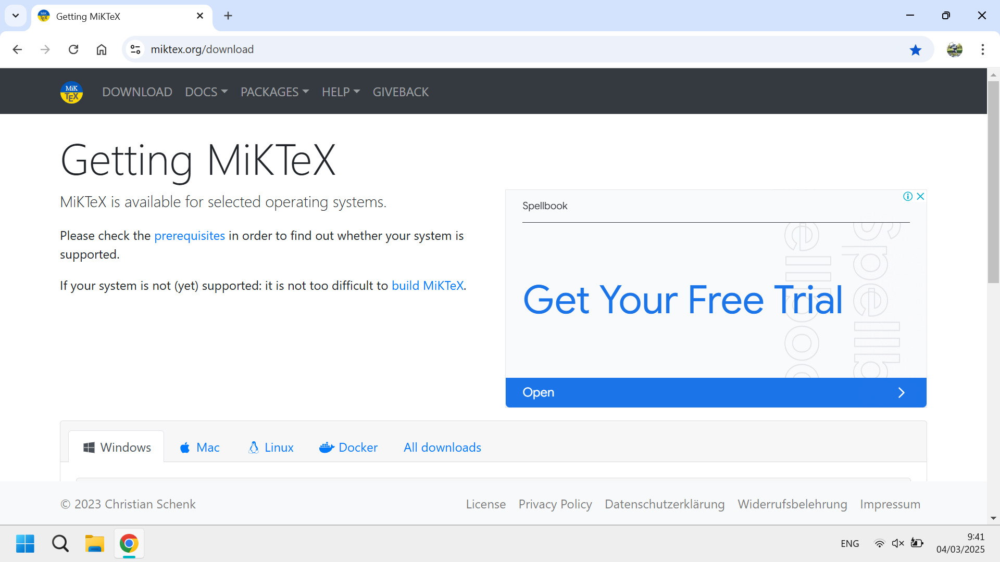 Getting MiKTeX
miktex.org/download
MiK
TEX
DOWNLOAD DOCS PACKAGES HELP GIVEBACK
Getting MiKTeX
MiKTeX is available for selected operating systems.
Please check the prerequisites in order to find out whether your system is
supported.
If your system is not (yet) supported: it is not too difficult to build MiKTeX.
Spellbook
Get Your Free Trial
Open
Windows Mac Linux Docker All downloads
© 2023 Christian Schenk License Privacy Policy Datenschutzerklärung Widerrufsbelehrung Impressum
ENG
9:41
04/03/2025